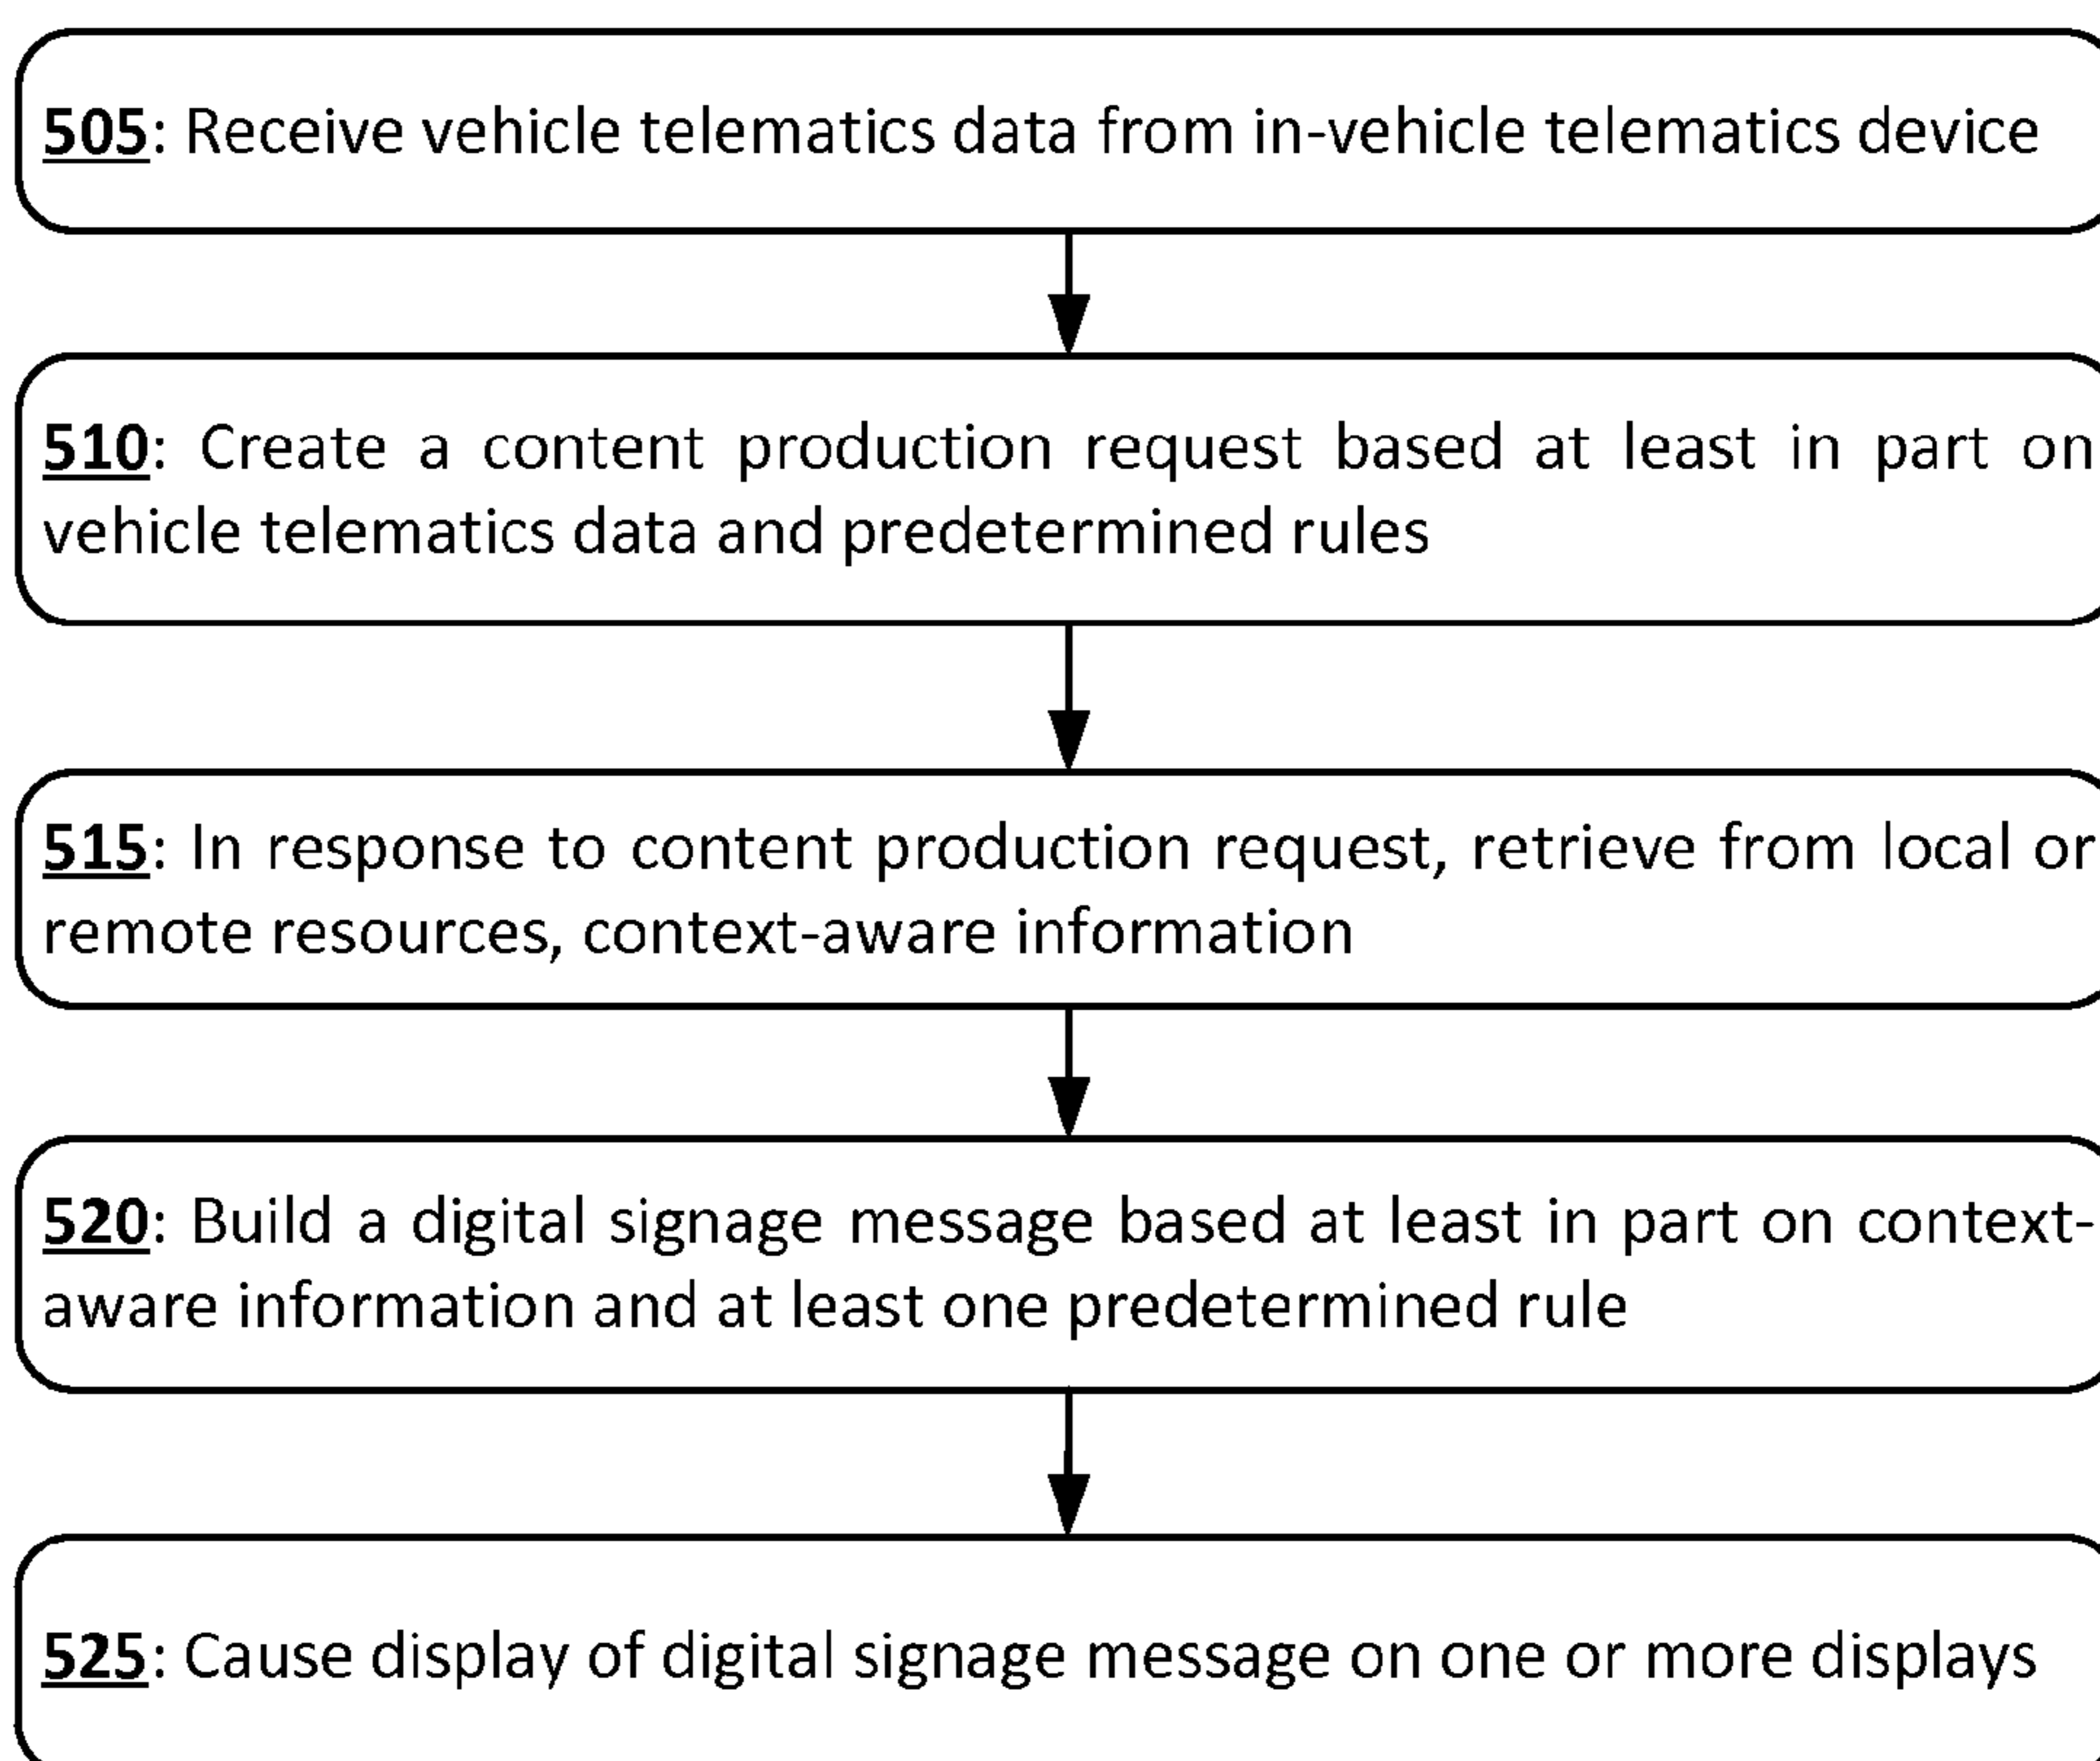 505: Receive vehicle telematics data from in-vehicle telematics device
510: Create a content production request based at least in part on
vehicle telematics data and predetermined rules
515: In response to content production request, retrieve from local or
remote resources, context-aware information
520: Build a digital signage message based at least in part on context-
aware information and at least one predetermined rule
525: Cause display of digital signage message on one or more displays